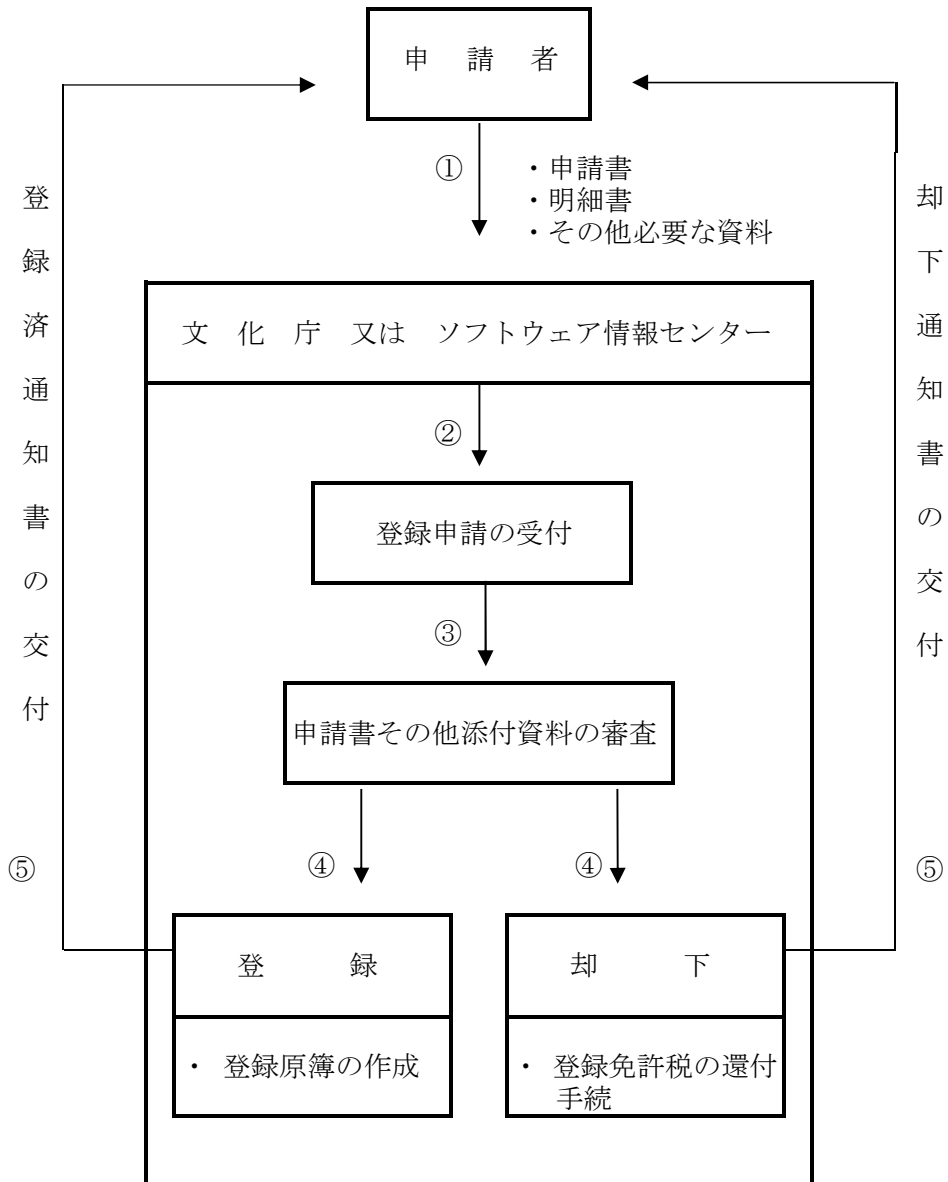 申　請　者
①
・申請書
・明細書
・その他必要な資料
登録済通知書の交付
却下通知書の交付
文　化　庁　又は　ソフトウェア情報センター
②
登録申請の受付
③
申請書その他添付資料の審査
④
④
⑤
⑤
登　　　録
・ 登録原簿の作成
却　　　下
・ 登録免許税の還付
手続